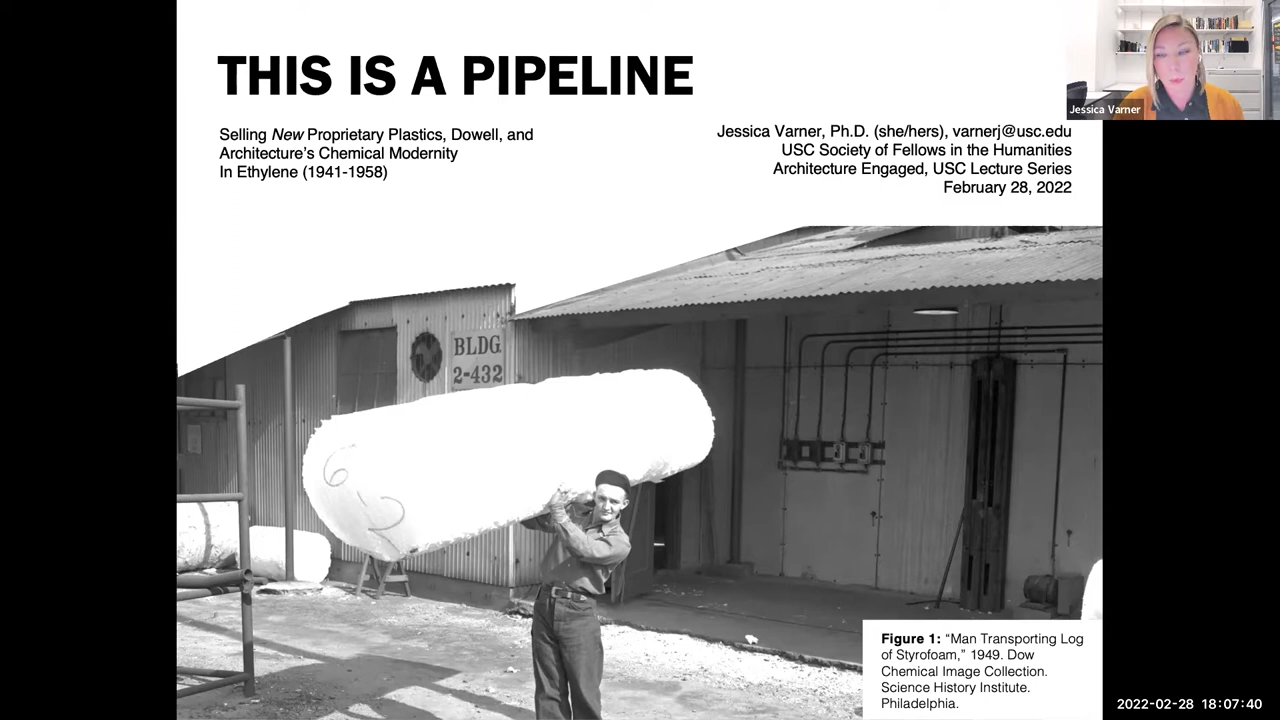 THIS IS A PIPELINE
Selling New Proprietary Plastics, Dowell, and
Architecture's Chemical Modernity
In Ethylene (1941-1958)
Jessica Varner, Ph.D. (she/hers), varnerj@usc.edu
USC Society of Fellows in the Humanities
Architecture Engaged, USC Lecture Series
February 28, 2022
Jessica Varner
BLDG
2-432
6-2
Figure 1: “Man Transporting Log
of Styrofoam,” 1949. Dow
Chemical Image Collection.
Science History Institute.
Philadelphia.
2022-02-28 18:07:40